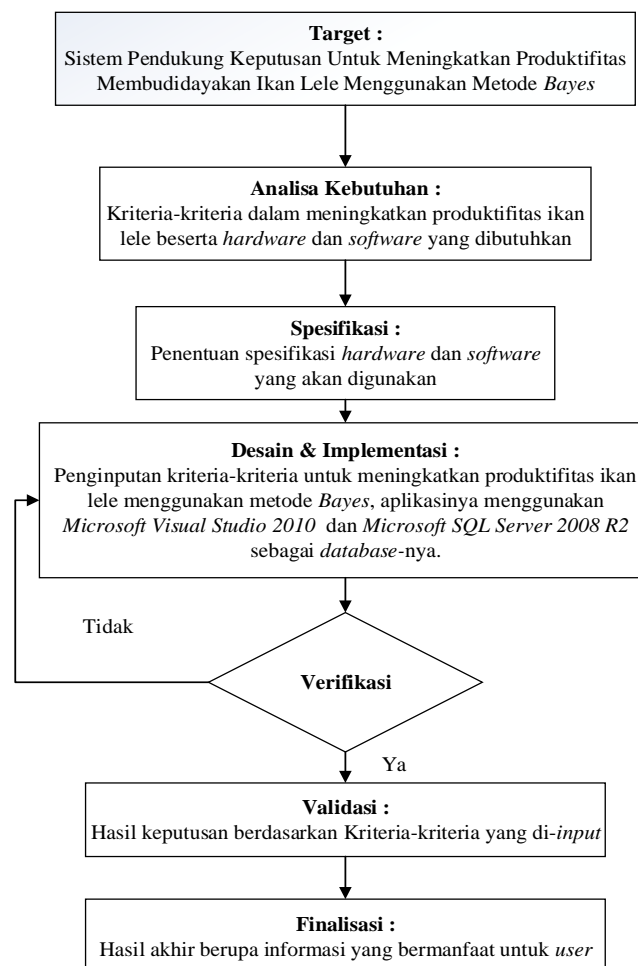 Target :
Sistem Pendukung Keputusan Untuk Meningkatkan Produktifitas
Membudidayakan Ikan Lele Menggunakan Metode Bayes
Analisa Kebutuhan :
Kriteria-kriteria dalam meningkatkan produktifitas ikan
lele beserta hardware dan software yang dibutuhkan
Spesifikasi :
Penentuan spesifikasi hardware dan software
yang akan digunakan
Desain & Implementasi :
Penginputan kriteria-kriteria untuk meningkatkan produktifitas ikan
lele menggunakan metode Bayes, aplikasinya menggunakan
Microsoft Visual Studio 2010 dan Microsoft SQL Server 2008 R2
sebagai database-nya.
Tidak
Verifikasi
Ya
Validasi :
Hasil keputusan berdasarkan Kriteria-kriteria yang di-input
Finalisasi :
Hasil akhir berupa informasi yang bermanfaat untuk user